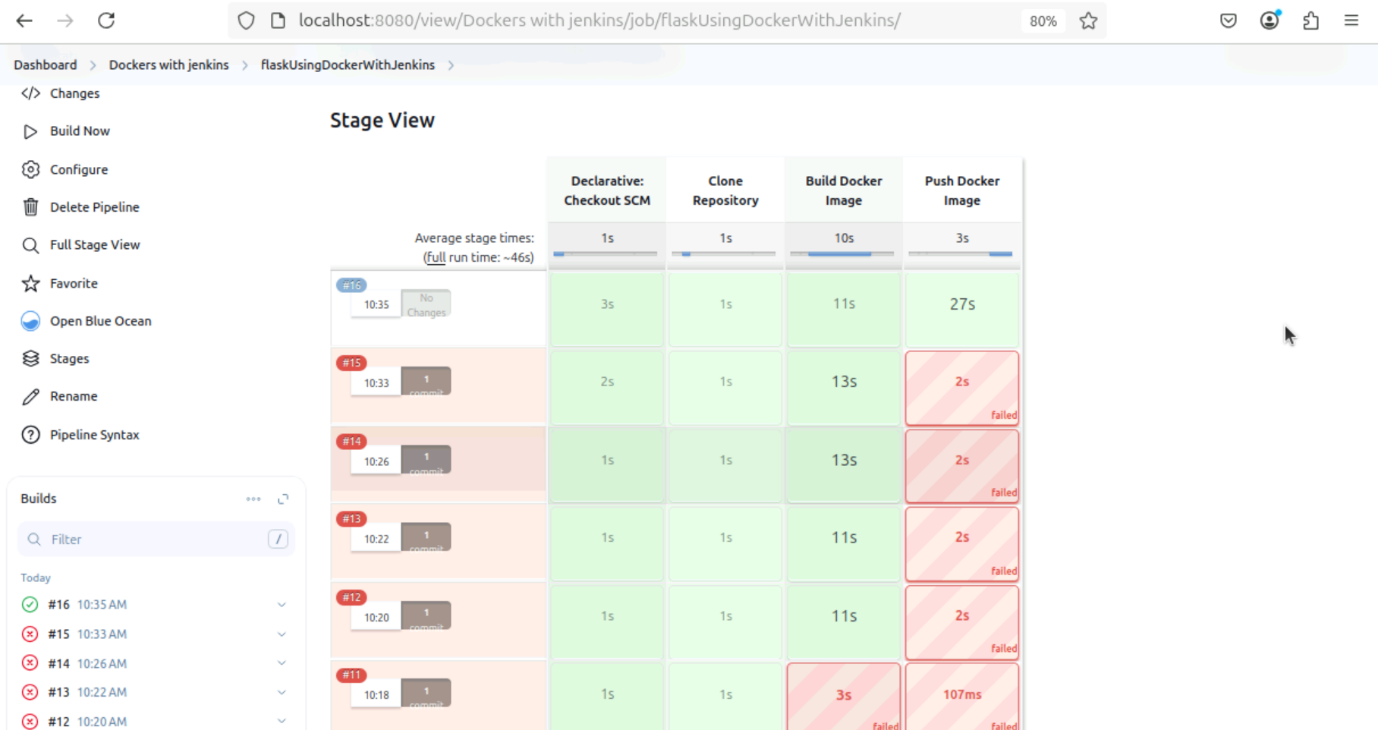 localhost:8080/view/Dockers with jenkins/job/flaskUsingDockerWithJenkins/
80%
Dashboard > Dockers with jenkins > flaskUsingDockerWithJenkins >
Changes
Build Now
Configure
Delete Pipeline
Full Stage View
Favorite
Open Blue Ocean
Stages
Rename
Pipeline Syntax
Builds
Filter /
Today
#16 10:35 AM
#15 10:33 AM
#14 10:26 AM
#13 10:22 AM
#12 10:20 AM
Stage View
Declarative: Checkout SCM
Clone Repository
Build Docker Image
Push Docker Image
Average stage times:
(full run time: ~46s)
1s 1s 10s 3s
#16
10:35 No Changes
3s 1s 11s 27s
#15
10:33 1 commit
2s 1s 13s 2s
failed
#14
10:26 1 commit
1s 1s 13s 2s
failed
#13
10:22 1 commit
1s 1s 11s 2s
failed
#12
10:20 1 commit
1s 1s 11s 2s
failed
#11
10:18 1 commit
1s 1s 3s 107ms
failed failed